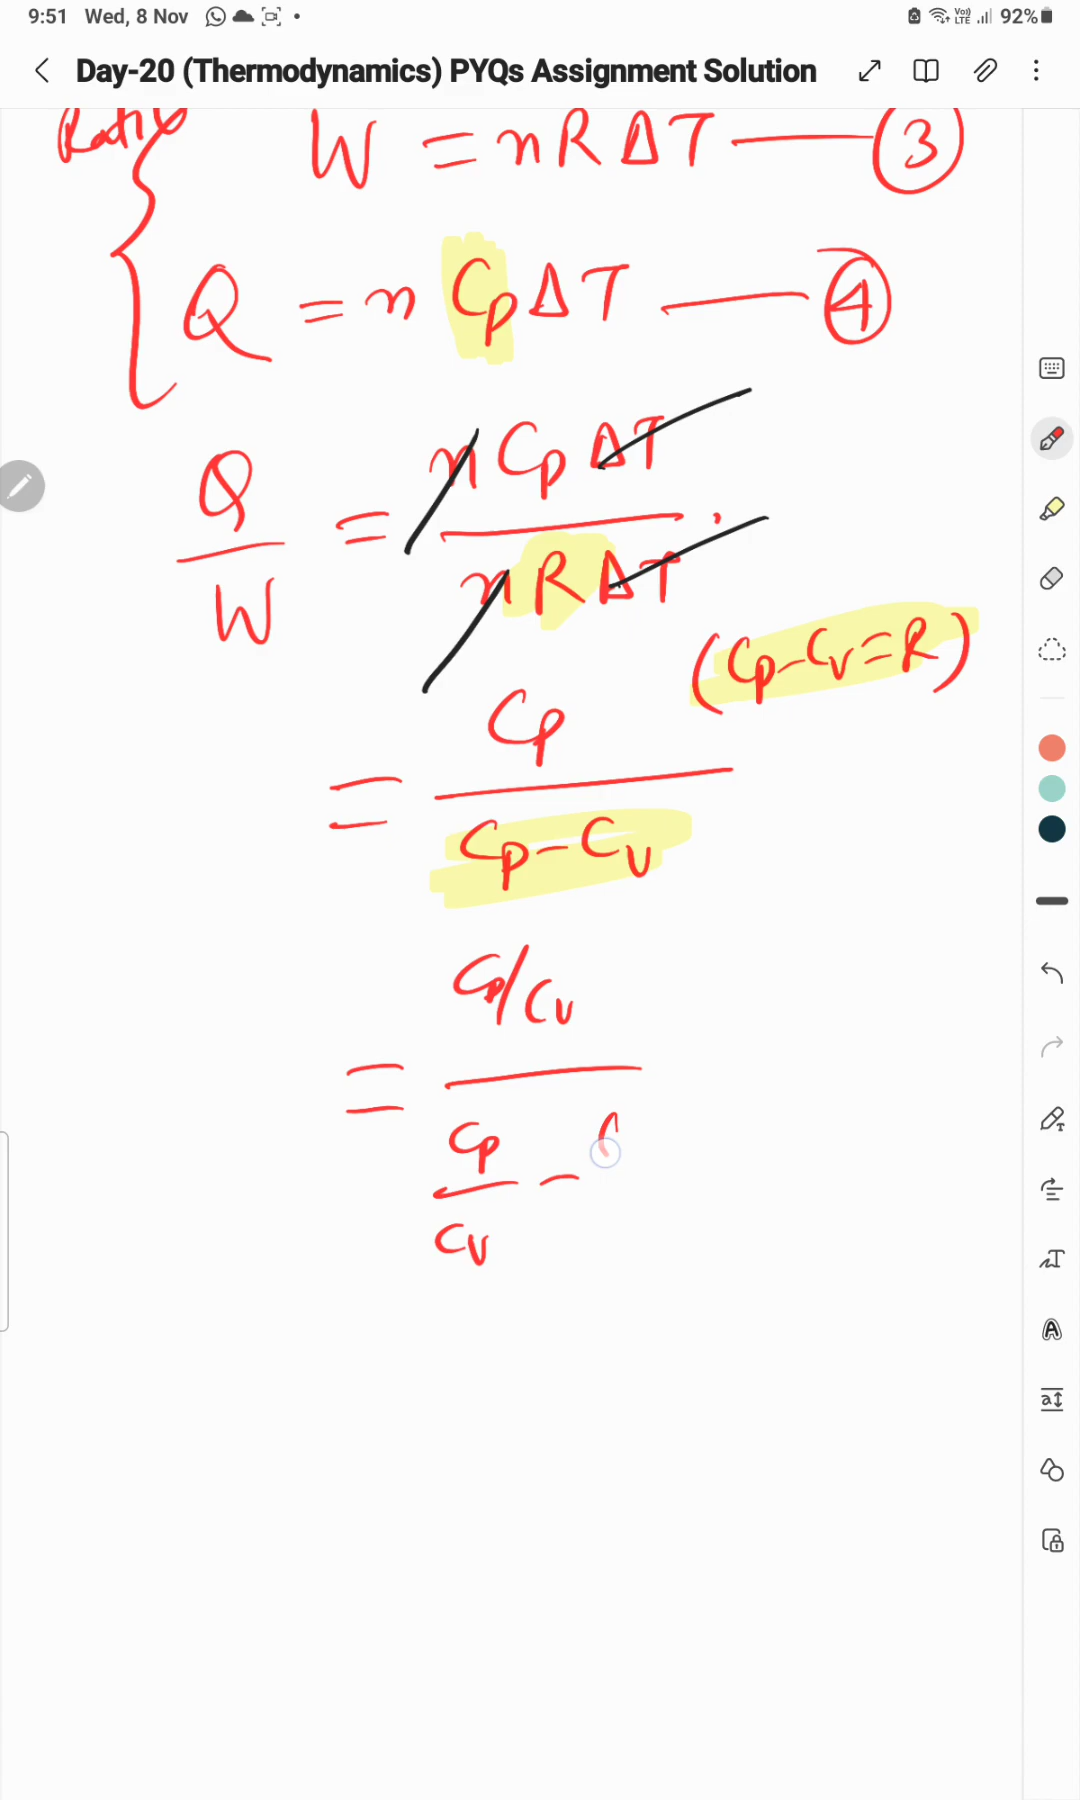 9:51 Wed, 8 Nov 92%
Day-20 (Thermodynamics) PYQs Assignment Solution
Ratio W = nRΔT — 3
Q = nCpΔT — 4
Q/W = nCpΔT / nRΔT
(Cp-Cv=R)
= Cp / Cp-Cv
= Cp/Cv / Cp/Cv -